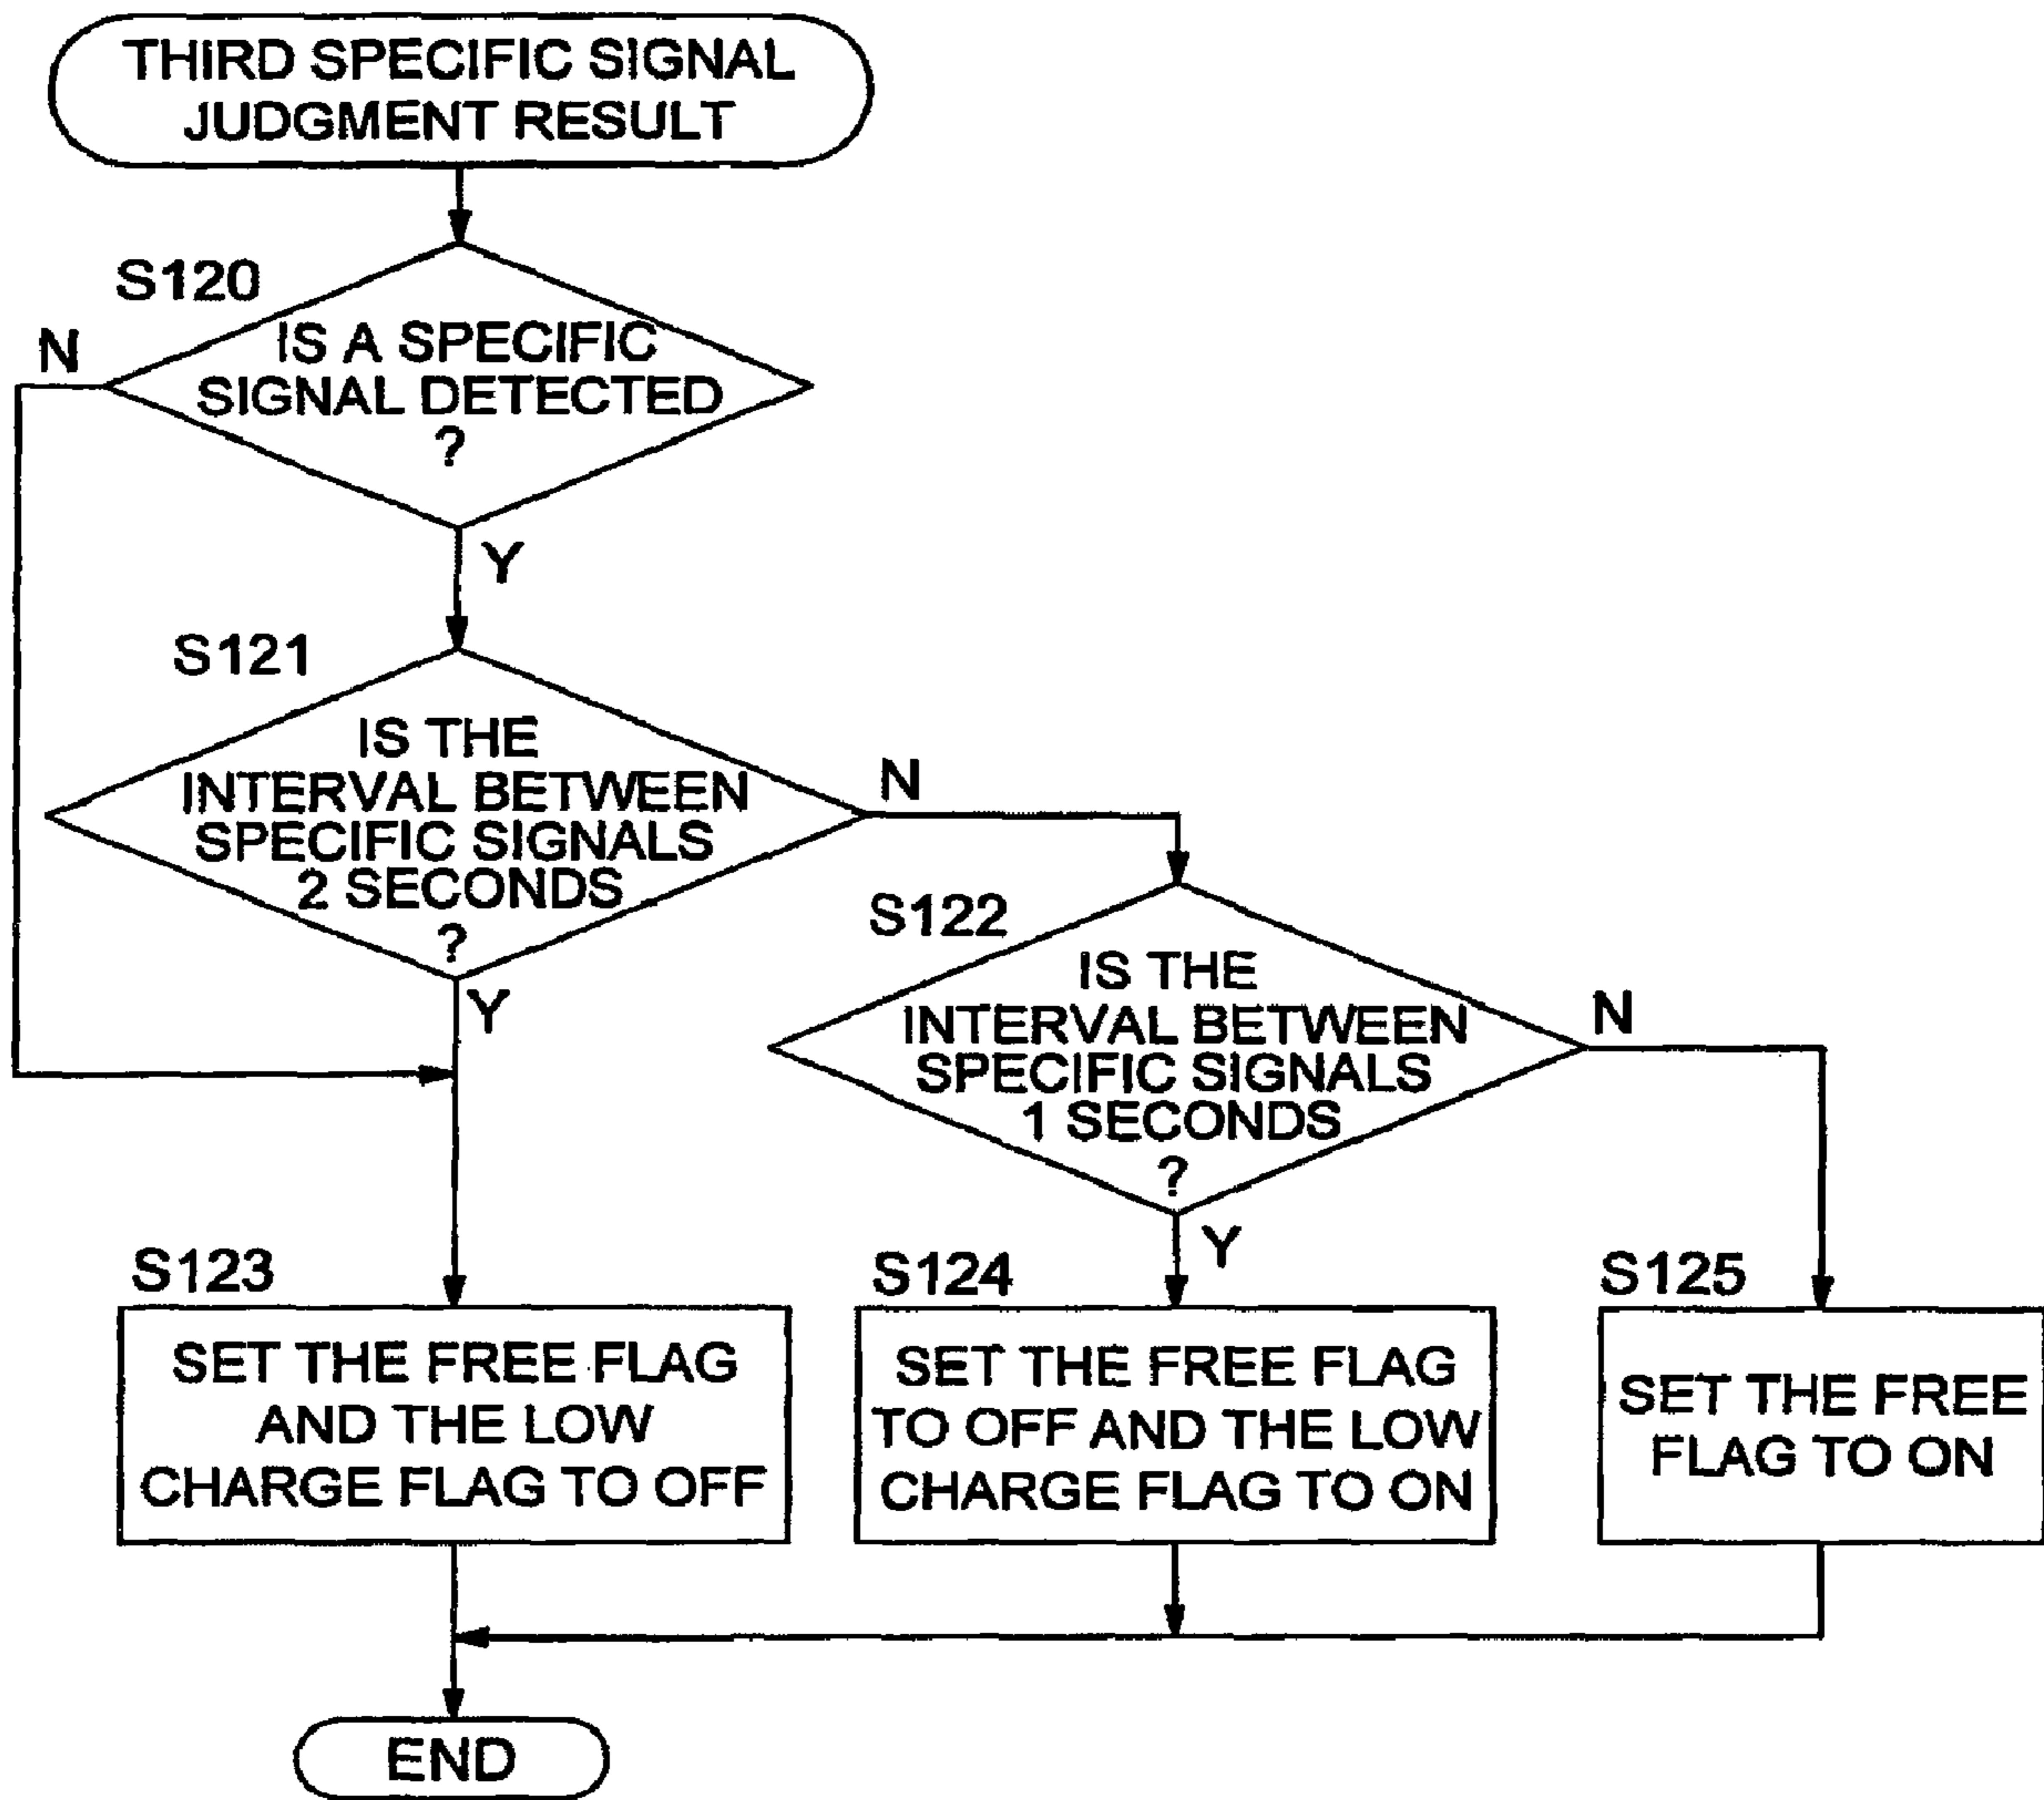 THIRD SPECIFIC SIGNAL
JUDGMENT RESULT
S120
N
IS A SPECIFIC
SIGNAL DETECTED
?
Y
S121
IS THE
INTERVAL BETWEEN
SPECIFIC SIGNALS
2 SECONDS
?
N
Y
S122
IS THE
INTERVAL BETWEEN
SPECIFIC SIGNALS
1 SECONDS
?
N
Y
S123
SET THE FREE FLAG
AND THE LOW
CHARGE FLAG TO OFF
S124
SET THE FREE FLAG
TO OFF AND THE LOW
CHARGE FLAG TO ON
S125
SET THE FREE
FLAG TO ON
END